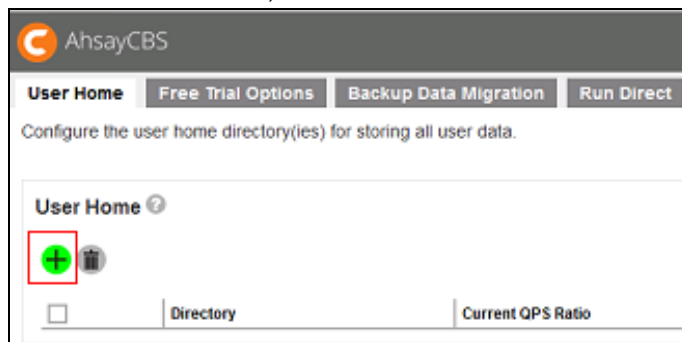 AhsayCBS
User Home Free Trial Options Backup Data Migration Run Direct
Configure the user home directory(ies) for storing all user data.
User Home
Directory Current QPS Ratio